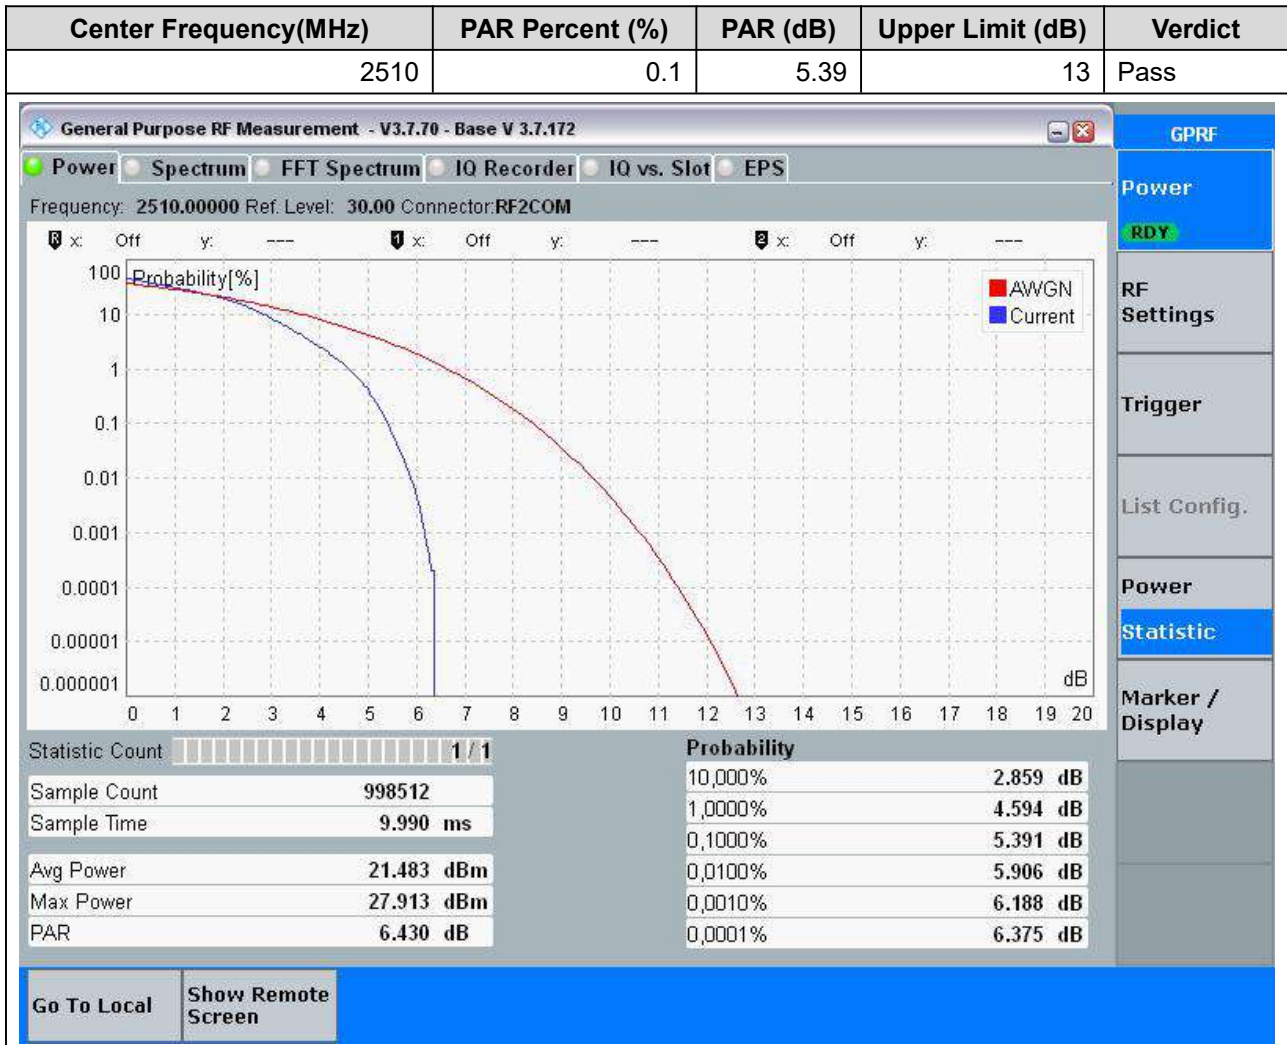 Center Frequency(MHz) PAR Percent (%) PAR (dB) Upper Limit (dB) Verdict
2510 0.1 5.39 13 Pass
General Purpose RF Measurement - V3.7.70 - Base V 3.7.172
GPRF
Power Spectrum FFT Spectrum IQ Recorder IQ vs. Slot EPS
Power
RDY
Frequency: 2510.00000 Ref. Level: 30.00 Connector:RF2COM
R x: Off y: --- 1 x: Off y: --- 2 x: Off y: ---
Probability[%]
AWGN
Current
100
10
1
0.1
0.01
0.001
0.0001
0.00001
0.000001
dB
0 1 2 3 4 5 6 7 8 9 10 11 12 13 14 15 16 17 18 19 20
RF
Settings
Trigger
List Config.
Power
Statistic
Marker /
Display
Statistic Count 1 / 1
Sample Count 998512
Sample Time 9.990 ms
Avg Power 21.483 dBm
Max Power 27.913 dBm
PAR 6.430 dB
Probability
10,000% 2.859 dB
1,0000% 4.594 dB
0,1000% 5.391 dB
0,0100% 5.906 dB
0,0010% 6.188 dB
0,0001% 6.375 dB
Go To Local
Show Remote
Screen